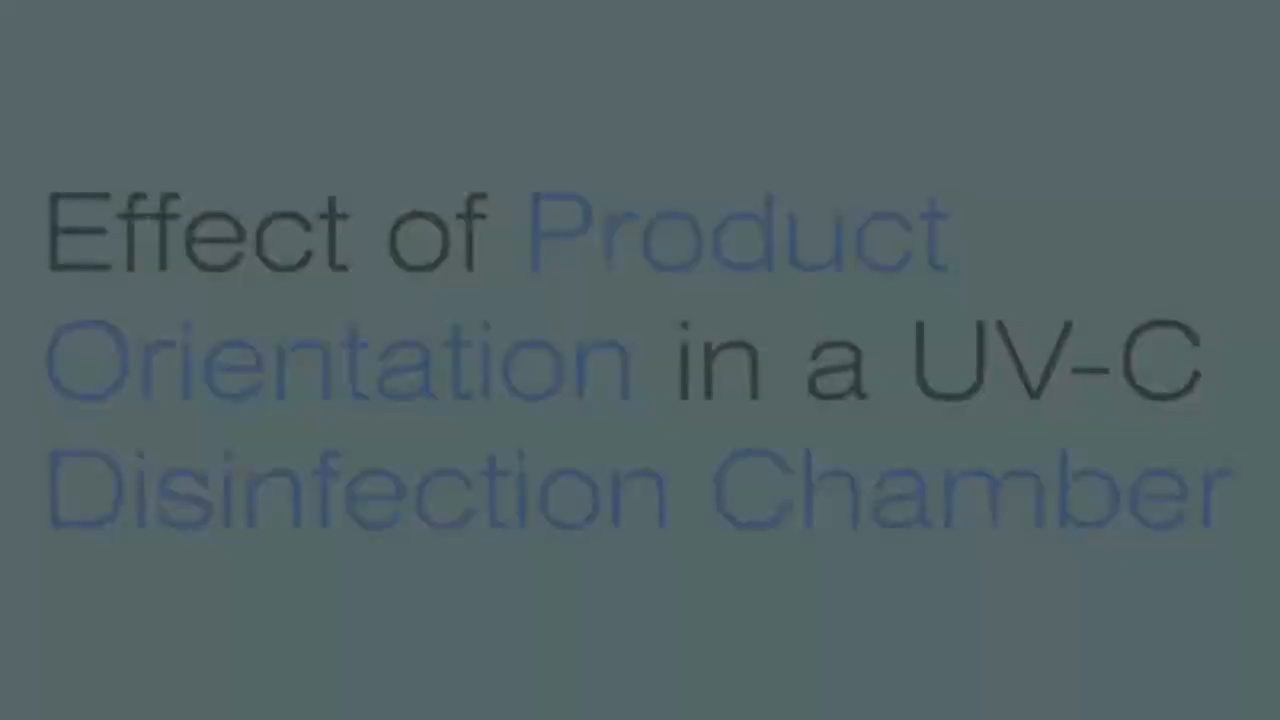 Effect of Product
Orientation in a UV-C
Disinfection Chamber